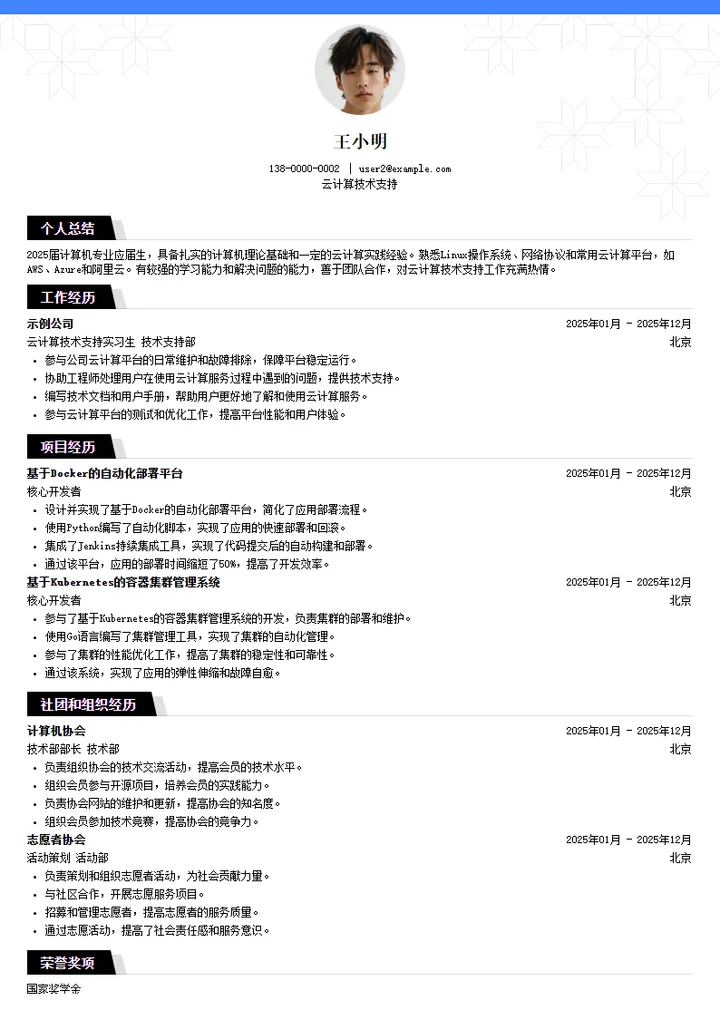 王小明
138-0000-0002 | user2@example.com
云计算技术支持
个人总结
2025届计算机专业应届生，具备扎实的计算机理论基础和一定的云计算实践经验。熟悉Linux操作系统、网络协议和常用云计算平台，如
AWS、Azure和阿里云。有较强的学习能力和解决问题的能力，善于团队合作，对云计算技术支持工作充满热情。
工作经历
示例公司 2025年01月 - 2025年12月
云计算技术支持实习生 技术支持部 北京
• 参与公司云计算平台的日常维护和故障排除，保障平台稳定运行。
• 协助工程师处理用户在使用云计算服务过程中遇到的问题，提供技术支持。
• 编写技术文档和用户手册，帮助用户更好地了解和使用云计算服务。
• 参与云计算平台的测试和优化工作，提高平台性能和用户体验。
项目经历
基于Docker的自动化部署平台 2025年01月 - 2025年12月
核心开发者 北京
• 设计并实现了基于Docker的自动化部署平台，简化了应用部署流程。
• 使用Python编写了自动化脚本，实现了应用的快速部署和回滚。
• 集成了Jenkins持续集成工具，实现了代码提交后的自动构建和部署。
• 通过该平台，应用的部署时间缩短了50%，提高了开发效率。
基于Kubernetes的容器集群管理系统 2025年01月 - 2025年12月
核心开发者 北京
• 参与了基于Kubernetes的容器集群管理系统的开发，负责集群的部署和维护。
• 使用Go语言编写了集群管理工具，实现了集群的自动化管理。
• 参与了集群的性能优化工作，提高了集群的稳定性和可靠性。
• 通过该系统，实现了应用的弹性伸缩和故障自愈。
社团和组织经历
计算机协会 2025年01月 - 2025年12月
技术部部长 技术部 北京
• 负责组织协会的技术交流活动，提高会员的技术水平。
• 组织会员参与开源项目，培养会员的实践能力。
• 负责协会网站的维护和更新，提高协会的知名度。
• 组织会员参加技术竞赛，提高协会的竞争力。
志愿者协会 2025年01月 - 2025年12月
活动策划 活动部 北京
• 负责策划和组织志愿者活动，为社会贡献力量。
• 与社区合作，开展志愿服务项目。
• 招募和管理志愿者，提高志愿者的服务质量。
• 通过志愿活动，提高了社会责任感和服务意识。
荣誉奖项
国家奖学金